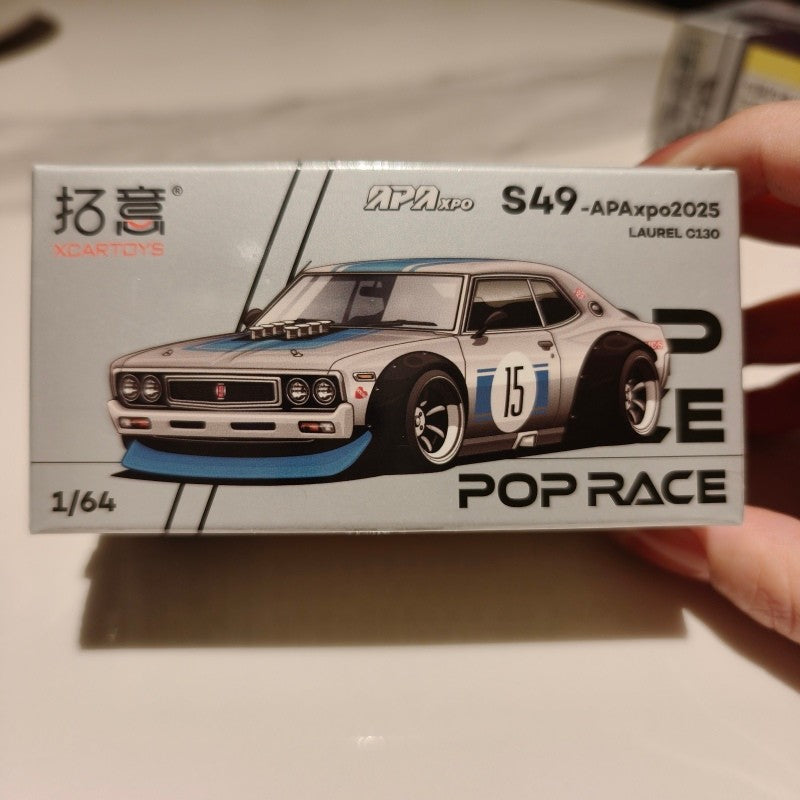 拓意®
XCARTOYS
APAXPO
S49-APAxpo2025
LAUREL C130
15
1/64
POP RACE